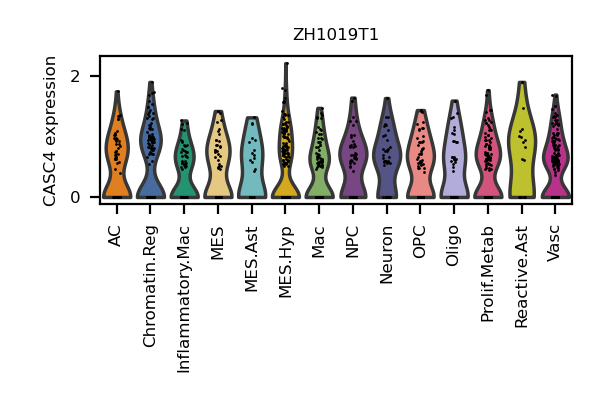 ZH1019T1
CASC4 expression
2
0
AC
Chromatin.Reg
Inflammatory.Mac
MES
MES.Ast
MES.Hyp
Mac
NPC
Neuron
OPC
Oligo
Prolif.Metab
Reactive.Ast
Vasc